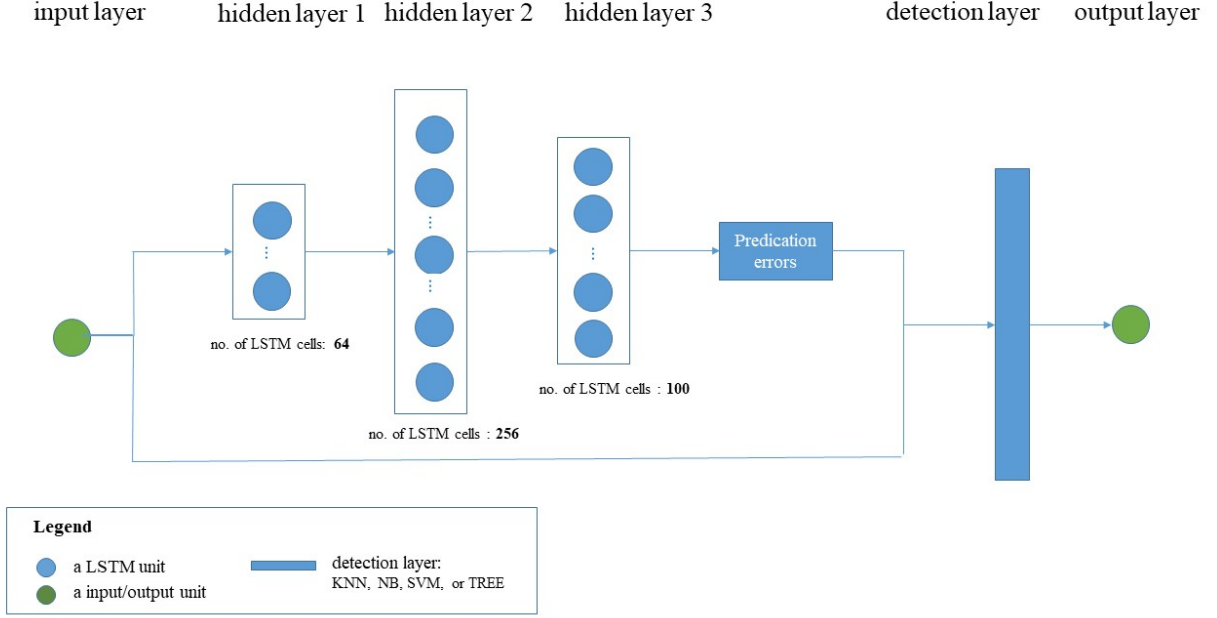 input layer
hidden layer 1
hidden layer 2
hidden layer 3
detection layer
output layer
Predication
errors
no. of LSTM cells: 64
no. of LSTM cells : 100
no. of LSTM cells : 256
Legend
a LSTM unit
a input/output unit
detection layer:
KNN, NB, SVM, or TREE